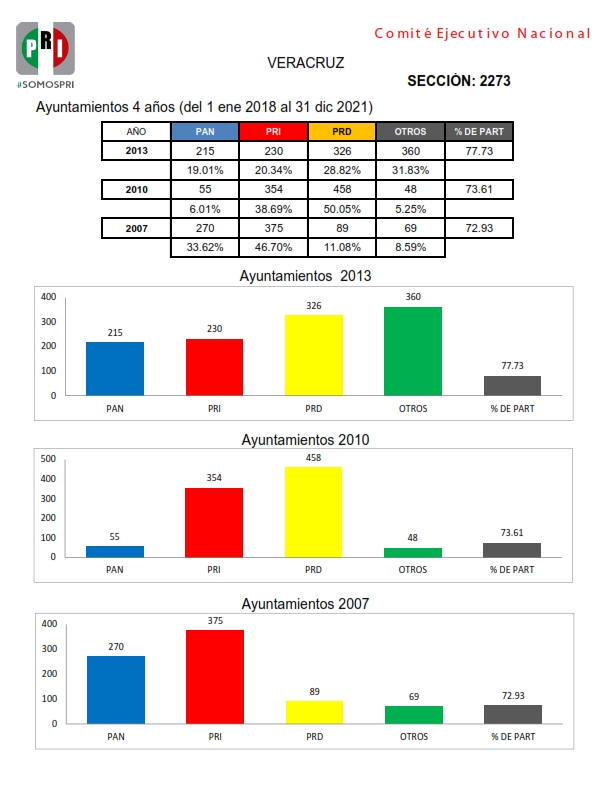 Comité Ejecutivo Nacional
PRI
#SOMOSPRI
VERACRUZ
SECCIÓN: 2273
Ayuntamientos 4 años (del 1 ene 2018 al 31 dic 2021)
AÑO PAN PRI PRD OTROS % DE PART
2013 215 230 326 360 77.73
19.01% 20.34% 28.82% 31.83%
2010 55 354 458 48 73.61
6.01% 38.69% 50.05% 5.25%
2007 270 375 89 69 72.93
33.62% 46.70% 11.08% 8.59%
Ayuntamientos 2013
400
300
200
100
0
215 230 326 360 77.73
PAN PRI PRD OTROS % DE PART
Ayuntamientos 2010
500
400
300
200
100
0
55 354 458 48 73.61
PAN PRI PRD OTROS % DE PART
Ayuntamientos 2007
400
300
200
100
0
270 375 89 69 72.93
PAN PRI PRD OTROS % DE PART